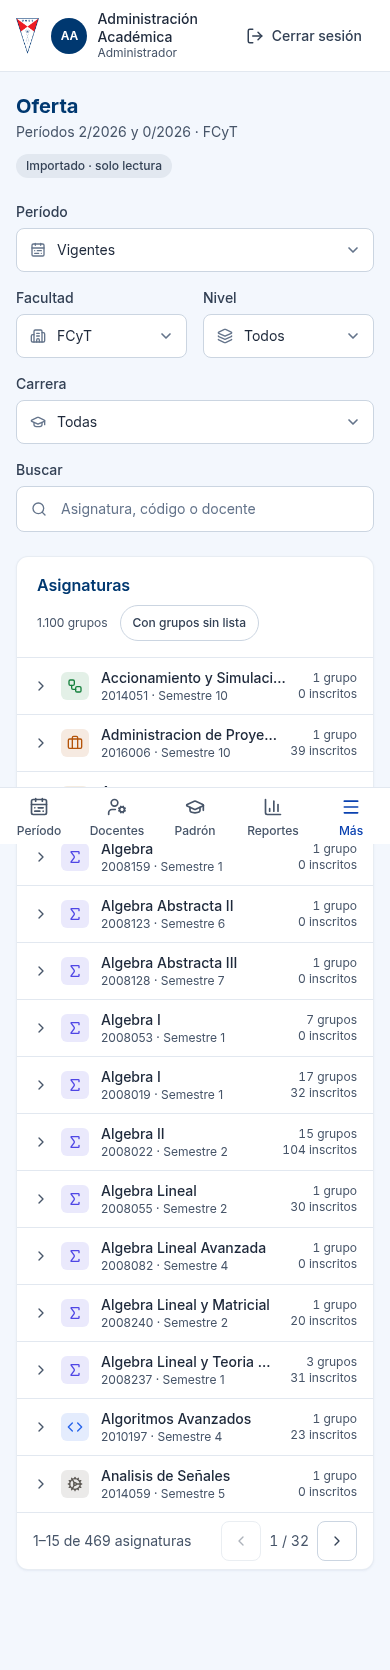 AA
Administración
Académica
Administrador
Cerrar sesión
Oferta
Períodos 2/2026 y 0/2026 · FCyT
Importado · solo lectura
Período
Vigentes
Facultad
Nivel
FCyT
Todos
Carrera
Todas
Buscar
Asignatura, código o docente
Asignaturas
1.100 grupos
Con grupos sin lista
Accionamiento y Simulaci...
1 grupo
2014051 · Semestre 10
0 inscritos
Administracion de Proye...
1 grupo
2016006 · Semestre 10
39 inscritos
Período
Docentes
Padrón
Reportes
Más
Algebra
1 grupo
2008159 · Semestre 1
0 inscritos
Algebra Abstracta II
1 grupo
2008123 · Semestre 6
0 inscritos
Algebra Abstracta III
1 grupo
2008128 · Semestre 7
0 inscritos
Algebra I
7 grupos
2008053 · Semestre 1
0 inscritos
Algebra I
17 grupos
2008019 · Semestre 1
32 inscritos
Algebra II
15 grupos
2008022 · Semestre 2
104 inscritos
Algebra Lineal
1 grupo
2008055 · Semestre 2
30 inscritos
Algebra Lineal Avanzada
1 grupo
2008082 · Semestre 4
0 inscritos
Algebra Lineal y Matricial
1 grupo
2008240 · Semestre 2
20 inscritos
Algebra Lineal y Teoria ...
3 grupos
2008237 · Semestre 1
31 inscritos
Algoritmos Avanzados
1 grupo
2010197 · Semestre 4
23 inscritos
Analisis de Señales
1 grupo
2014059 · Semestre 5
0 inscritos
1–15 de 469 asignaturas
1 / 32